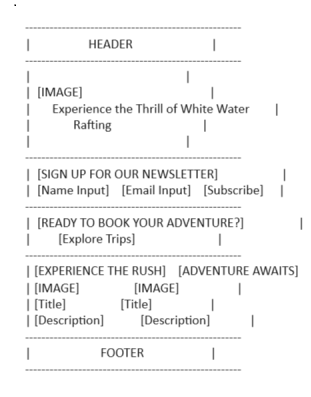 .
--------------------------------------------------
| HEADER |
--------------------------------------------------
| |
| [IMAGE] |
| Experience the Thrill of White Water |
| Rafting |
| |
--------------------------------------------------
| [SIGN UP FOR OUR NEWSLETTER] |
| [Name Input] [Email Input] [Subscribe] |
--------------------------------------------------
| [READY TO BOOK YOUR ADVENTURE?] |
| [Explore Trips] |
--------------------------------------------------
| [EXPERIENCE THE RUSH] [ADVENTURE AWAITS]
| [IMAGE] [IMAGE] |
| [Title] [Title] |
| [Description] [Description] |
--------------------------------------------------
| FOOTER |
--------------------------------------------------